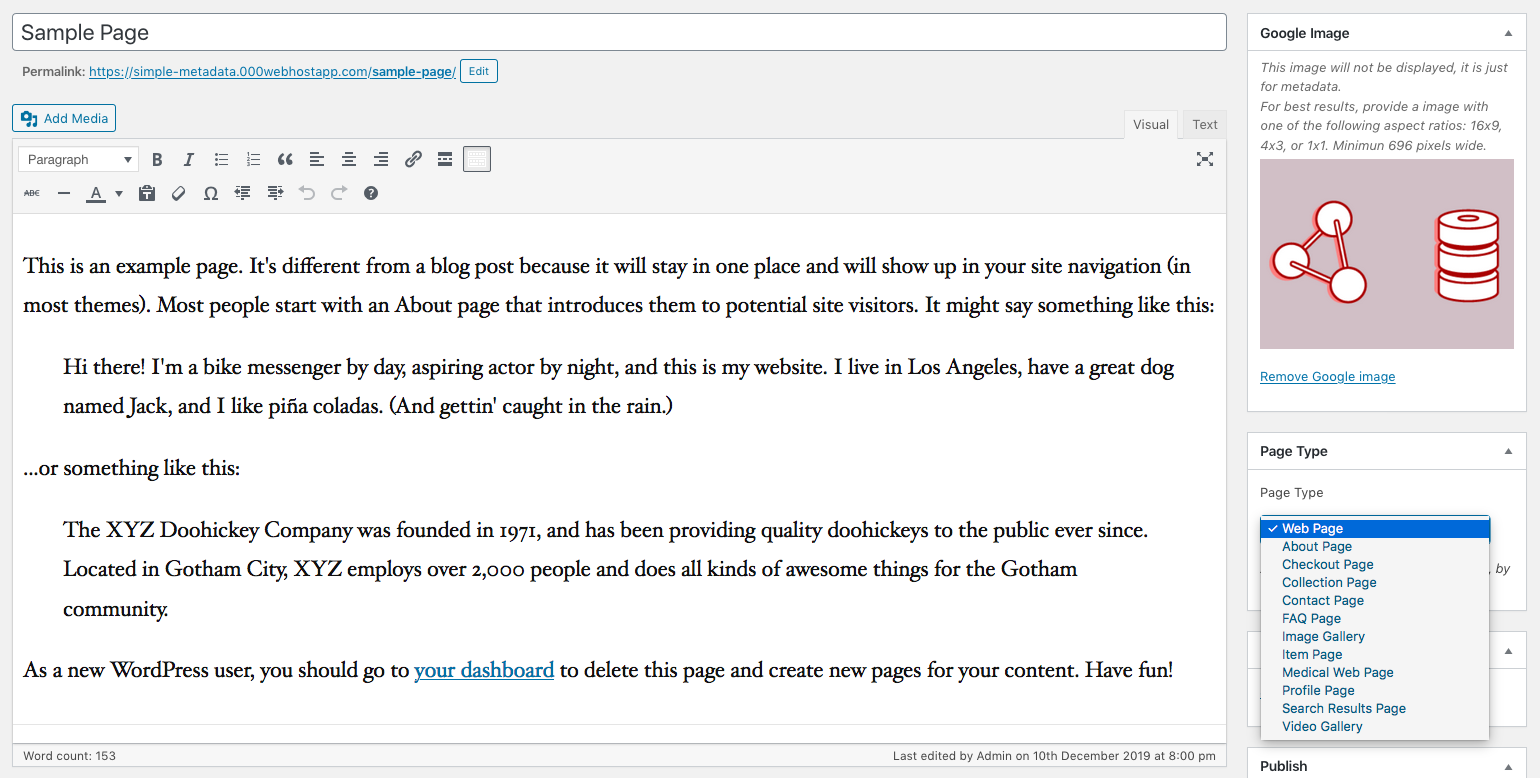 Sample Page
Permalink: https://simple-metadata.000webhostapp.com/sample-page/ Edit
Add Media
Visual Text
Paragraph
B I
ABC A Ω ?
This is an example page. It's different from a blog post because it will stay in one place and will show up in your site navigation (in
most themes). Most people start with an About page that introduces them to potential site visitors. It might say something like this:
Hi there! I'm a bike messenger by day, aspiring actor by night, and this is my website. I live in Los Angeles, have a great dog
named Jack, and I like piña coladas. (And gettin' caught in the rain.)
...or something like this:
The XYZ Doohickey Company was founded in 1971, and has been providing quality doohickeys to the public ever since.
Located in Gotham City, XYZ employs over 2,000 people and does all kinds of awesome things for the Gotham
community.
As a new WordPress user, you should go to your dashboard to delete this page and create new pages for your content. Have fun!
Word count: 153
Last edited by Admin on 10th December 2019 at 8:00 pm
Google Image
This image will not be displayed, it is just
for metadata.
For best results, provide a image with
one of the following aspect ratios: 16x9,
4x3, or 1x1. Minimun 696 pixels wide.
Remove Google image
Page Type
Page Type
✓ Web Page
About Page
Checkout Page
Collection Page
Contact Page
FAQ Page
Image Gallery
Item Page
Medical Web Page
Profile Page
Search Results Page
Video Gallery
, by
Publish